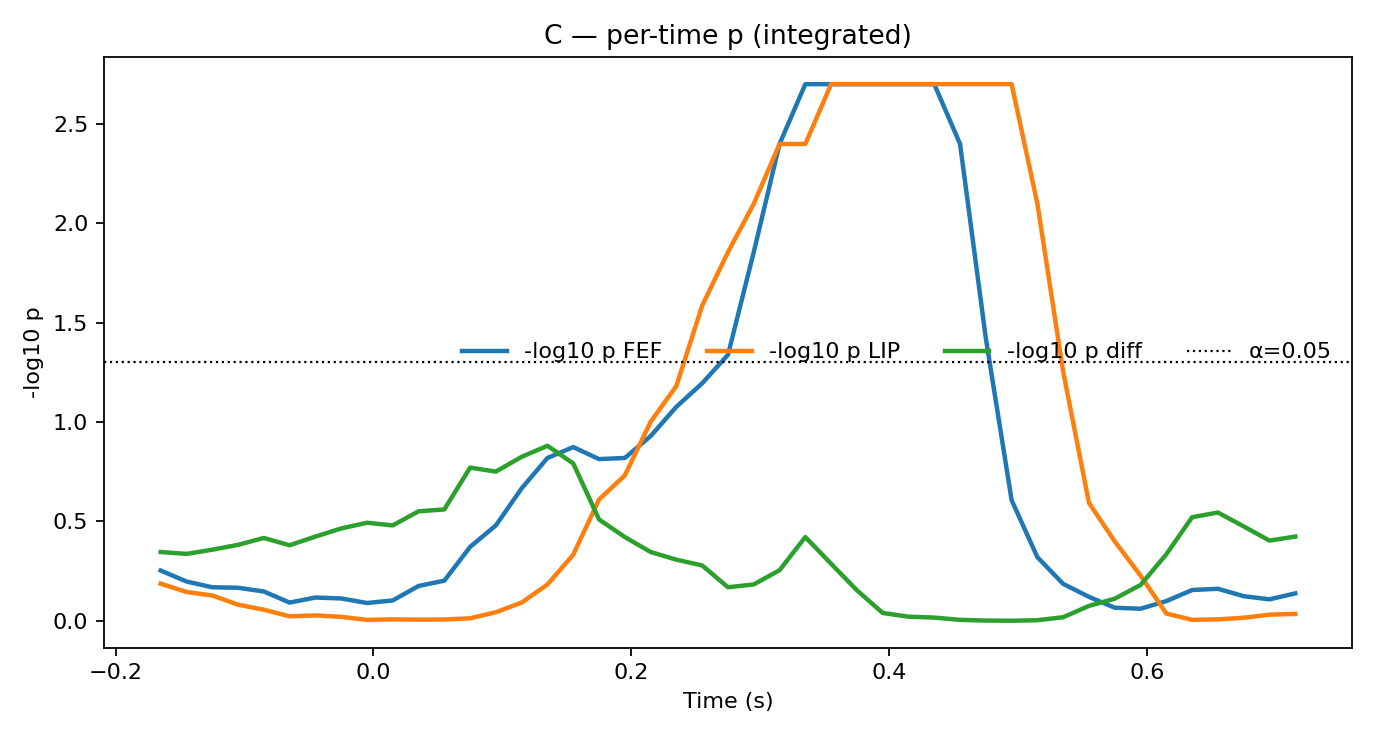 C — per-time p (integrated)
-log10 p
2.5
2.0
1.5
1.0
0.5
0.0
-log10 p FEF -log10 p LIP -log10 p diff α=0.05
−0.2 0.0 0.2 0.4 0.6
Time (s)